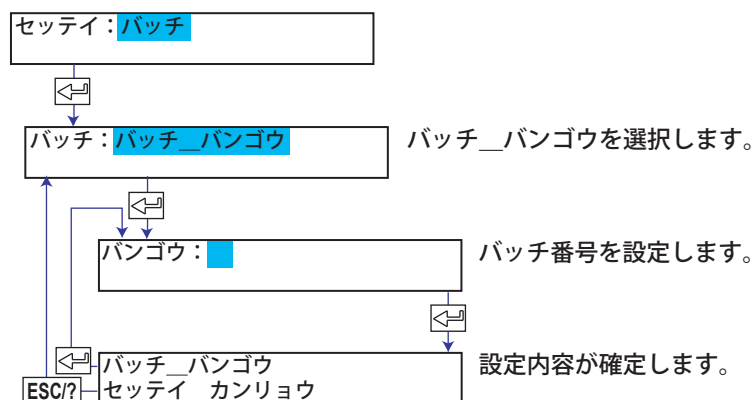 セッテイ：バッチ
バッチ：バッチ__バンゴウ
バッチ__バンゴウを選択します。
バンゴウ：
バッチ番号を設定します。
バッチ__バンゴウ
設定内容が確定します。
ESC/?
セッテイ　カンリョウ